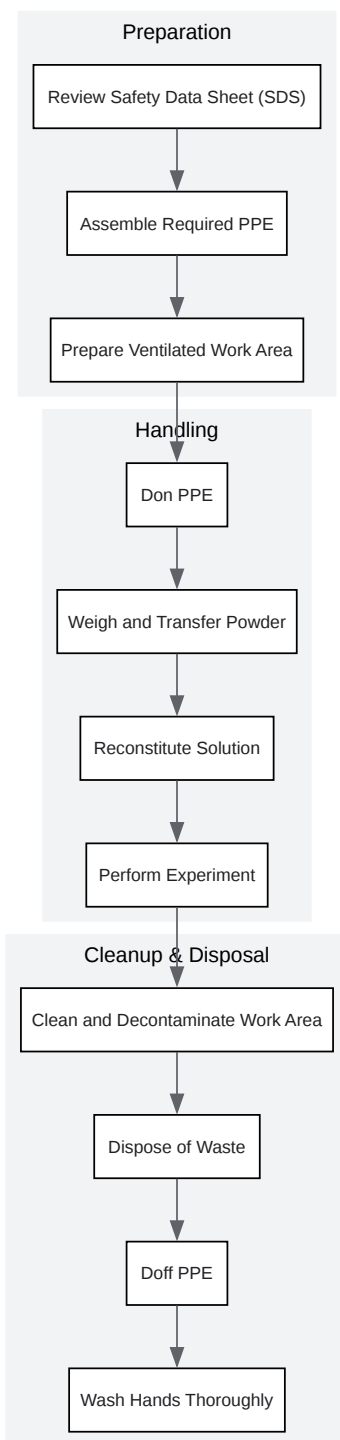 Preparation
Review Safety Data Sheet (SDS)
Assemble Required PPE
Prepare Ventilated Work Area
Handling
Don PPE
Weigh and Transfer Powder
Reconstitute Solution
Perform Experiment
Cleanup & Disposal
Clean and Decontaminate Work Area
Dispose of Waste
Doff PPE
Wash Hands Thoroughly